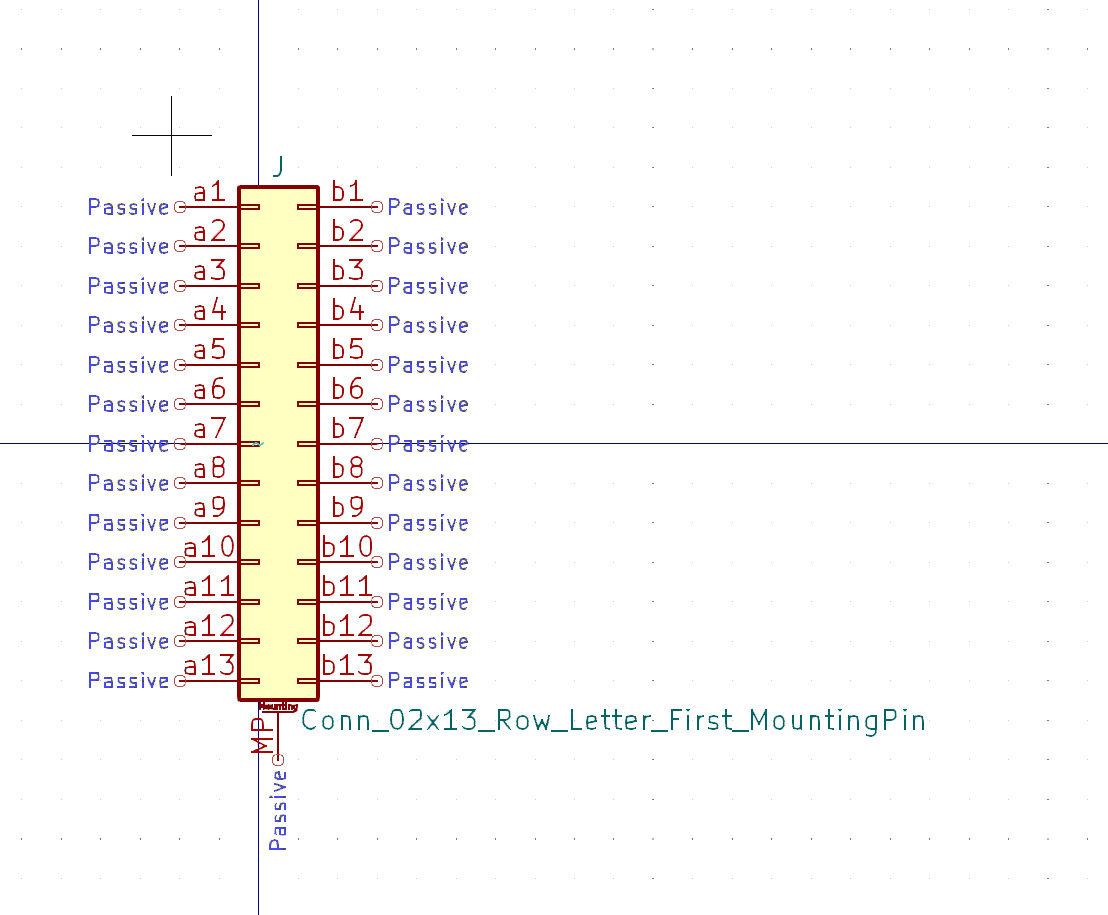 J
Passive a1 b1 Passive
Passive a2 b2 Passive
Passive a3 b3 Passive
Passive a4 b4 Passive
Passive a5 b5 Passive
Passive a6 b6 Passive
Passive a7 b7 Passive
Passive a8 b8 Passive
Passive a9 b9 Passive
Passive a10 b10 Passive
Passive a11 b11 Passive
Passive a12 b12 Passive
Passive a13 b13 Passive
Mounting
MP
Conn_02x13_Row_Letter_First_MountingPin
Passive